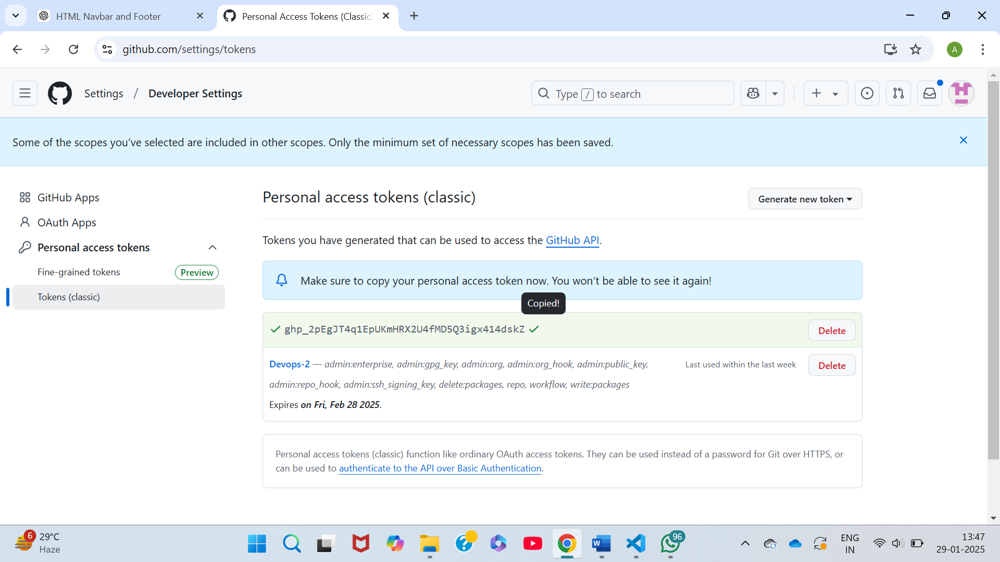 HTML Navbar and Footer
Personal Access Tokens (Classic)
github.com/settings/tokens
A
Settings / Developer Settings
Type / to search
Some of the scopes you've selected are included in other scopes. Only the minimum set of necessary scopes has been saved.
GitHub Apps
OAuth Apps
Personal access tokens
Fine-grained tokens
Preview
Tokens (classic)
Personal access tokens (classic)
Generate new token
Tokens you have generated that can be used to access the GitHub API.
Make sure to copy your personal access token now. You won't be able to see it again!
Copied!
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
Delete
Devops-2 — admin:enterprise, admin:gpg_key, admin:org, admin:org_hook, admin:public_key,
admin:repo_hook, admin:ssh_signing_key, delete:packages, repo, workflow, write:packages
Last used within the last week
Delete
Expires on Fri, Feb 28 2025.
Personal access tokens (classic) function like ordinary OAuth access tokens. They can be used instead of a password for Git over HTTPS, or
can be used to authenticate to the API over Basic Authentication.
6
29°C
Haze
96
ENG
IN
13:47
29-01-2025